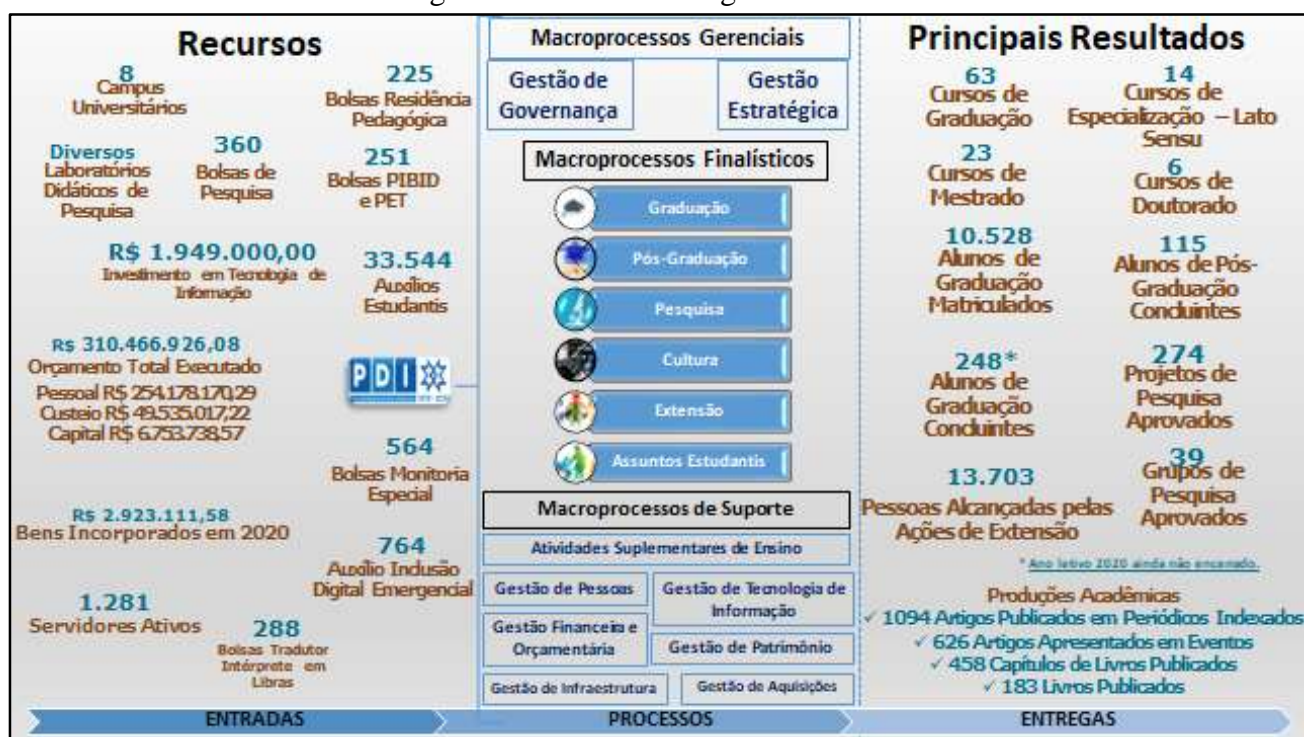 Recursos
8
Campus
Universitários
225
Bolsas Residência
Pedagógica
Diversos
Laboratórios
Didáticos de
Pesquisa
360
Bolsas de
Pesquisa
251
Bolsas PIBID
e PET
R$ 1.949.000,00
Investimento em Tecnologia de
Informação
33.544
Auxílios
Estudantis
R$ 310.466.926,08
Orçamento Total Executado
Pessoal R$ 254.178.170,29
Custeio R$ 49.535.017,22
Capital R$ 6.753.738,57
PDI
564
Bolsas Monitoria
Especial
R$ 2.923.111,58
Bens Incorporados em 2020
764
Auxílio Inclusão
Digital Emergencial
1.281
Servidores Ativos
288
Bolsas Tradutor
Intérprete em
Libras
ENTRADAS
Macroprocessos Gerenciais
Gestão de
Governança
Gestão
Estratégica
Macroprocessos Finalísticos
Graduação
Pós-Graduação
Pesquisa
Cultura
Extensão
Assuntos Estudantis
Macroprocessos de Suporte
Atividades Suplementares de Ensino
Gestão de Pessoas
Gestão de Tecnologia de
Informação
Gestão Financeira e
Orçamentária
Gestão de Patrimônio
Gestão de Infraestrutura
Gestão de Aquisições
PROCESSOS
Principais Resultados
63
Cursos de
Graduação
14
Cursos de
Especialização – Lato
Sensu
23
Cursos de
Mestrado
6
Cursos de
Doutorado
10.528
Alunos de
Graduação
Matriculados
115
Alunos de Pós-
Graduação
Concluintes
248*
Alunos de
Graduação
Concluintes
274
Projetos de
Pesquisa
Aprovados
13.703
Pessoas Alcançadas pelas
Ações de Extensão
39
Grupos de
Pesquisa
Aprovados
* Ano letivo 2020 ainda não encerrado.
Produções Acadêmicas
✓ 1094 Artigos Publicados em Periódicos Indexados
✓ 626 Artigos Apresentados em Eventos
✓ 458 Capítulos de Livros Publicados
✓ 183 Livros Publicados
ENTREGAS